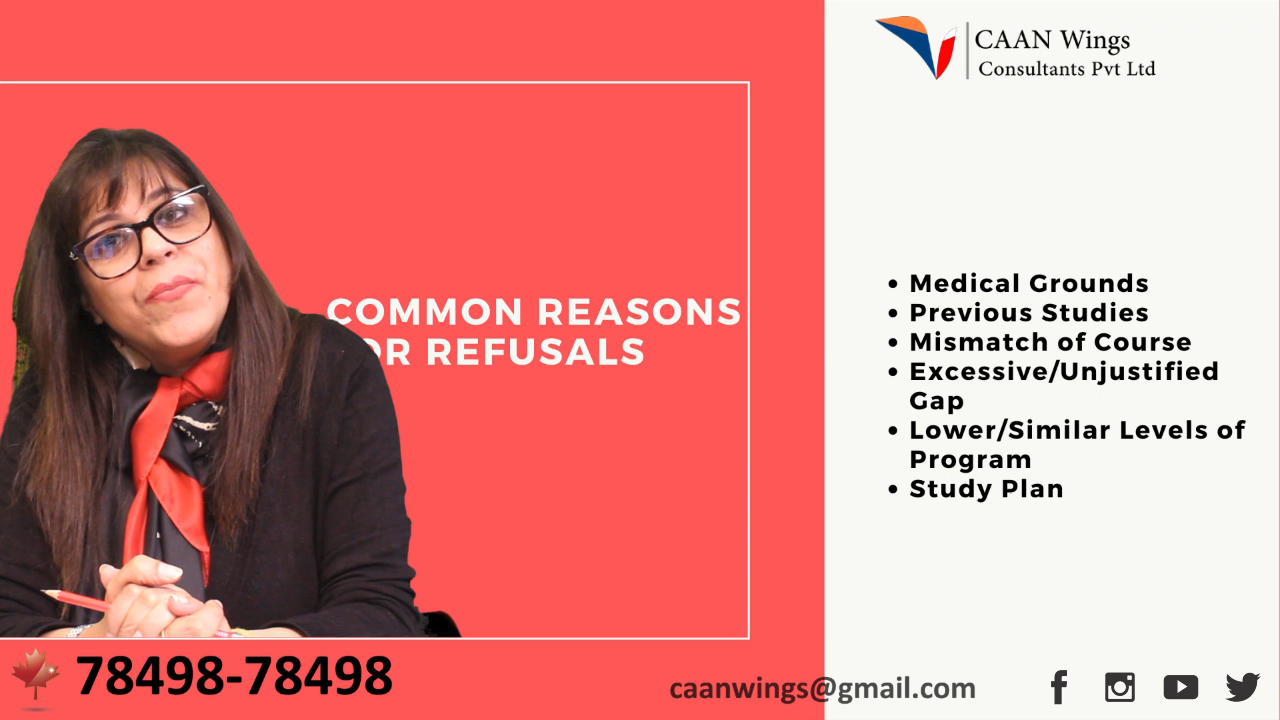 CAAN Wings
Consultants Pvt Ltd
COMMON REASONS
OR REFUSALS
• Medical Grounds
• Previous Studies
• Mismatch of Course
• Excessive/Unjustified
Gap
• Lower/Similar Levels of
Program
• Study Plan
78498-78498
caanwings@gmail.com